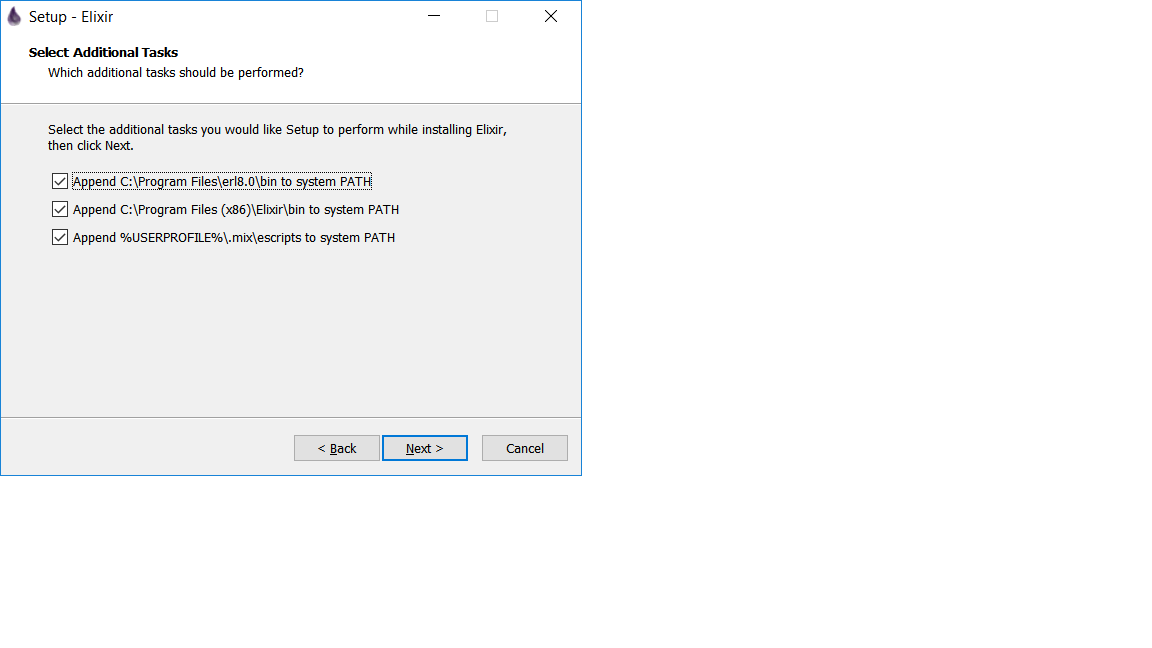 Setup - Elixir
Select Additional Tasks
Which additional tasks should be performed?
Select the additional tasks you would like Setup to perform while installing Elixir,
then click Next.
Append C:\Program Files\erl8.0\bin to system PATH
Append C:\Program Files (x86)\Elixir\bin to system PATH
Append %USERPROFILE%\.mix\escripts to system PATH
< Back Next > Cancel